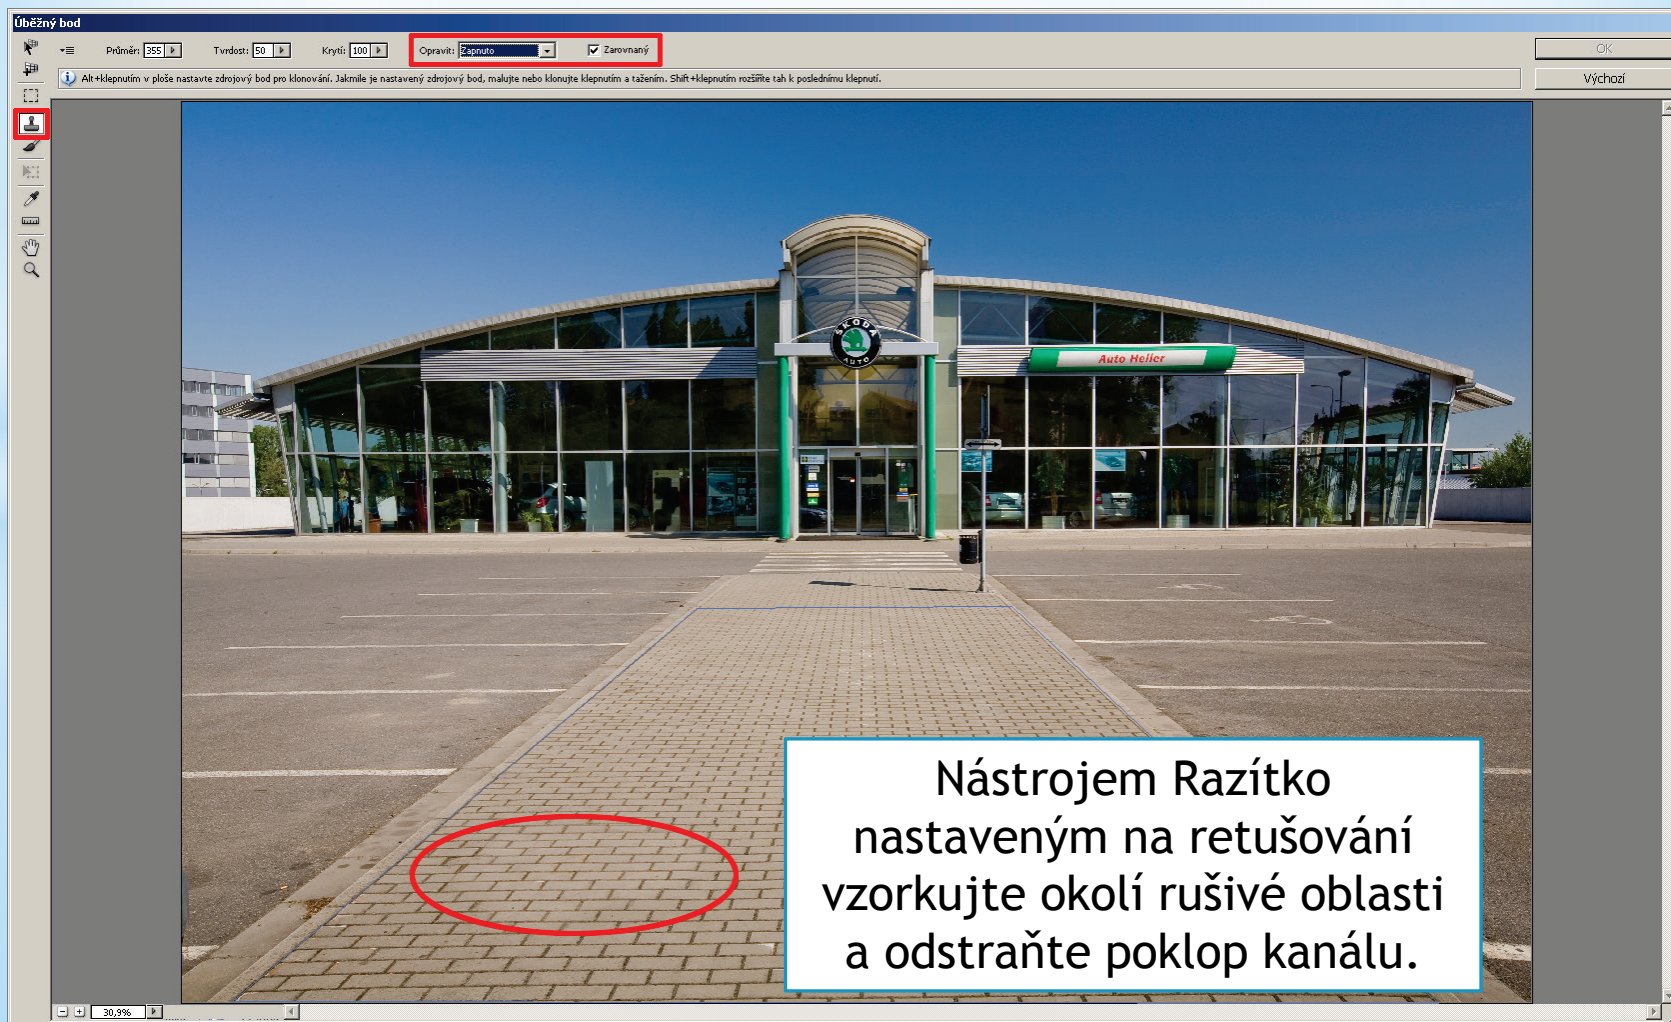 Úběžný bod
Průměr: 355 Tvrdost: 50 Krytí: 100 Opravit: Zapnuto Zarovnaný
OK
Alt+klepnutím v ploše nastavte zdrojový bod pro klonování. Jakmile je nastavený zdrojový bod, malujte nebo klonujte klepnutím a tažením. Shift+klepnutím rozšiřte tah k poslednímu klepnutí.
Výchozí
ŠKODA
AUTO
Auto Heller
Nástrojem Razítko
nastaveným na retušování
vzorkujte okolí rušivé oblasti
a odstraňte poklop kanálu.
30,9%